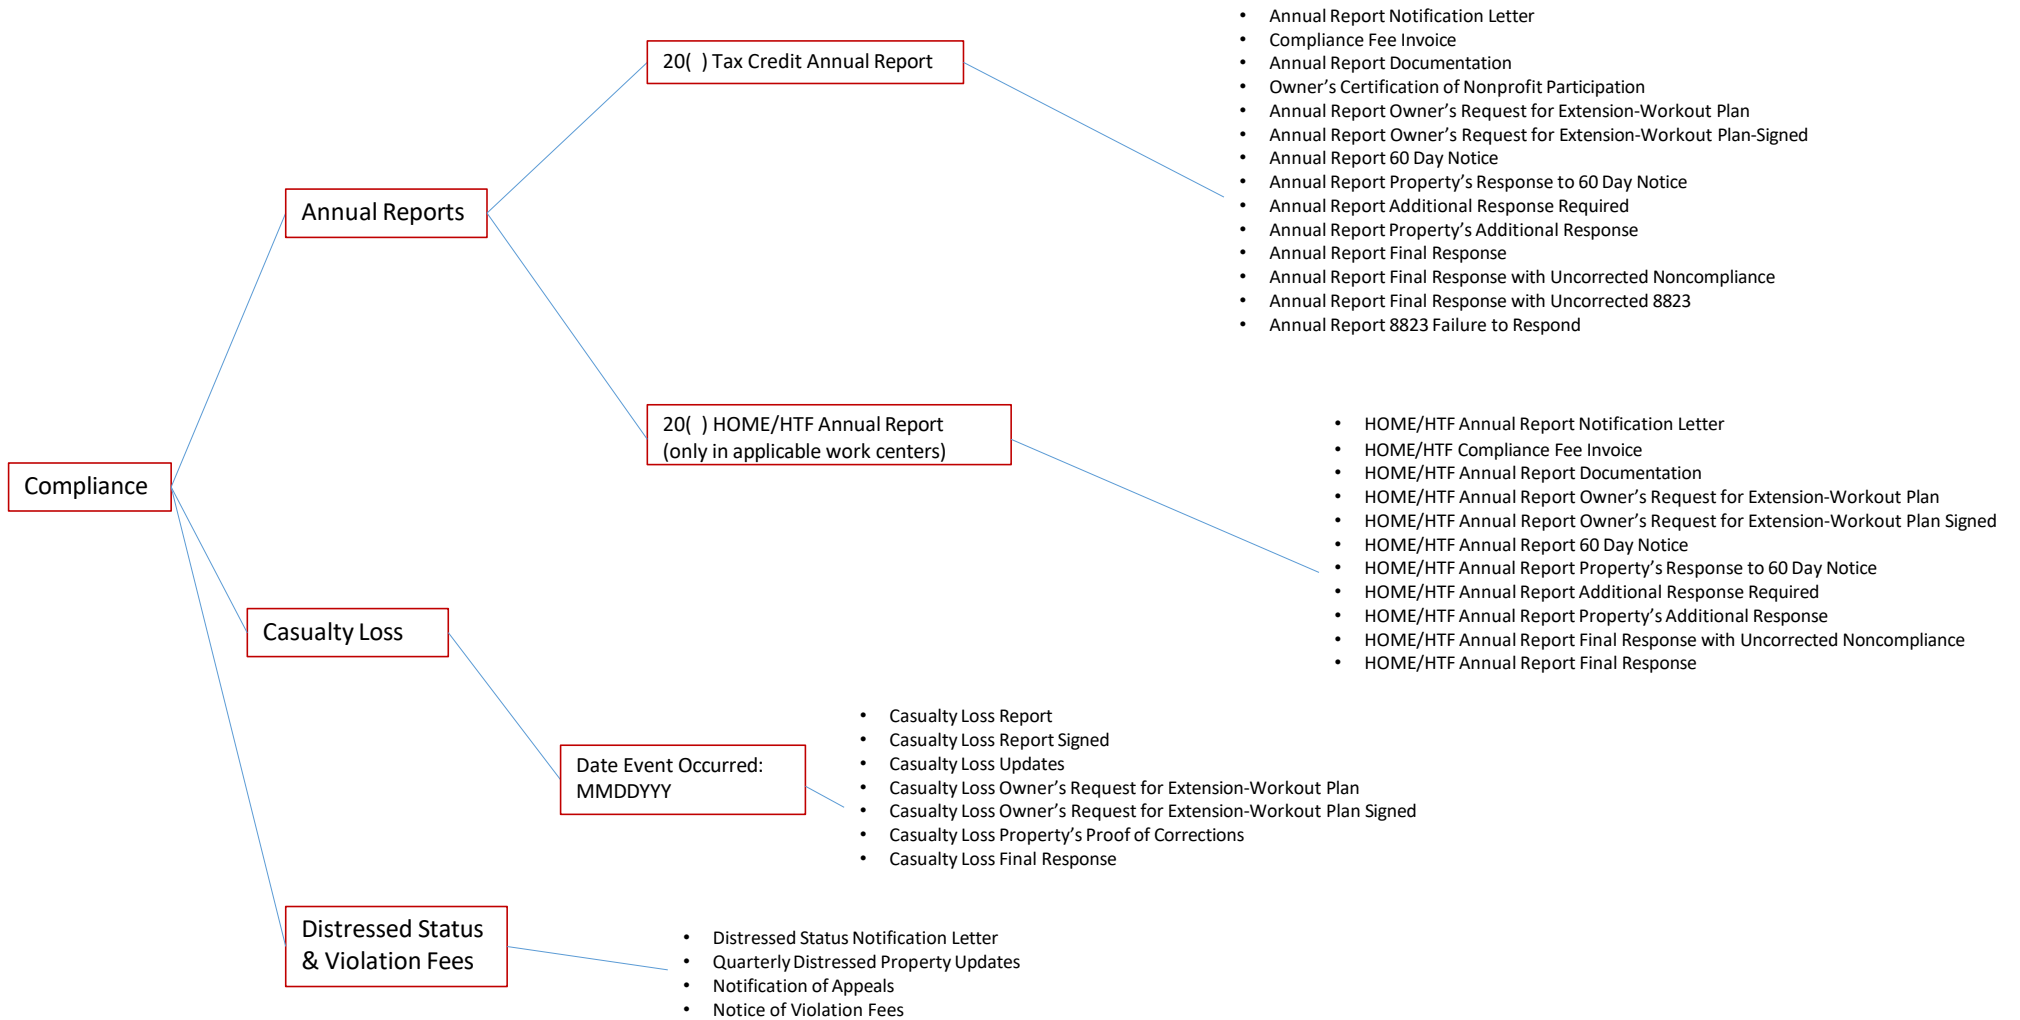 Compliance
Annual Reports
20( ) Tax Credit Annual Report
• Annual Report Notification Letter
• Compliance Fee Invoice
• Annual Report Documentation
• Owner’s Certification of Nonprofit Participation
• Annual Report Owner’s Request for Extension-Workout Plan
• Annual Report Owner’s Request for Extension-Workout Plan-Signed
• Annual Report 60 Day Notice
• Annual Report Property’s Response to 60 Day Notice
• Annual Report Additional Response Required
• Annual Report Property’s Additional Response
• Annual Report Final Response
• Annual Report Final Response with Uncorrected Noncompliance
• Annual Report Final Response with Uncorrected 8823
• Annual Report 8823 Failure to Respond
20( ) HOME/HTF Annual Report
(only in applicable work centers)
• HOME/HTF Annual Report Notification Letter
• HOME/HTF Compliance Fee Invoice
• HOME/HTF Annual Report Documentation
• HOME/HTF Annual Report Owner’s Request for Extension-Workout Plan
• HOME/HTF Annual Report Owner’s Request for Extension-Workout Plan Signed
• HOME/HTF Annual Report 60 Day Notice
• HOME/HTF Annual Report Property’s Response to 60 Day Notice
• HOME/HTF Annual Report Additional Response Required
• HOME/HTF Annual Report Property’s Additional Response
• HOME/HTF Annual Report Final Response with Uncorrected Noncompliance
• HOME/HTF Annual Report Final Response
Casualty Loss
Date Event Occurred:
MMDDYYY
• Casualty Loss Report
• Casualty Loss Report Signed
• Casualty Loss Updates
• Casualty Loss Owner’s Request for Extension-Workout Plan
• Casualty Loss Owner’s Request for Extension-Workout Plan Signed
• Casualty Loss Property’s Proof of Corrections
• Casualty Loss Final Response
Distressed Status
& Violation Fees
• Distressed Status Notification Letter
• Quarterly Distressed Property Updates
• Notification of Appeals
• Notice of Violation Fees